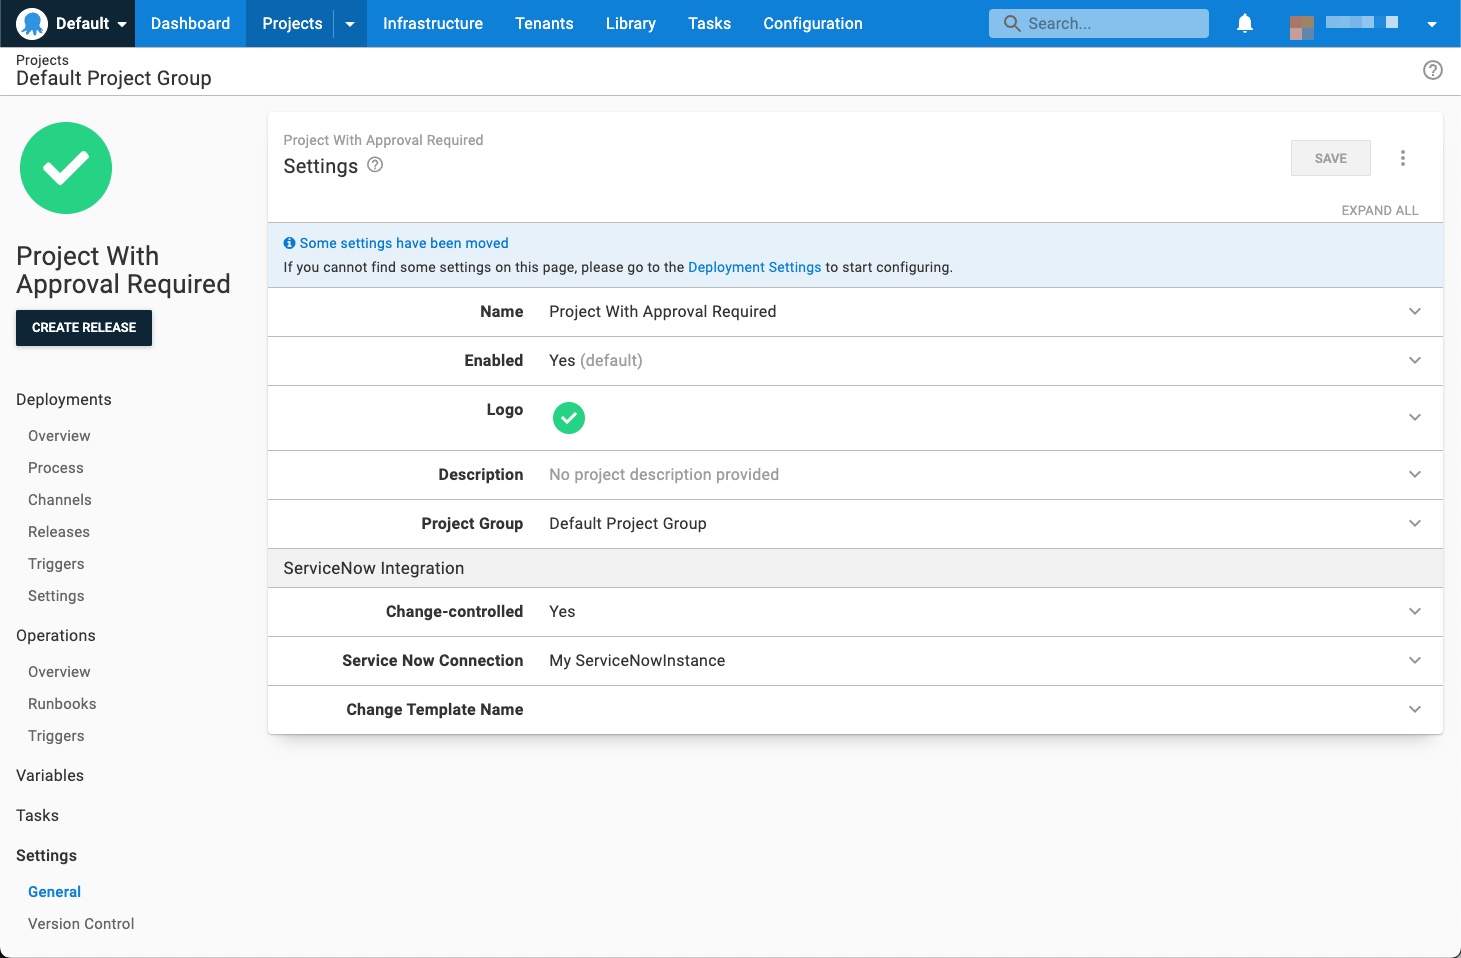 Default Dashboard Projects Infrastructure Tenants Library Tasks Configuration Search...
Projects
Default Project Group
Project With
Approval Required
CREATE RELEASE
Deployments
Overview
Process
Channels
Releases
Triggers
Settings
Operations
Overview
Runbooks
Triggers
Variables
Tasks
Settings
General
Version Control
Project With Approval Required
Settings
SAVE
EXPAND ALL
Some settings have been moved
If you cannot find some settings on this page, please go to the Deployment Settings to start configuring.
Name Project With Approval Required
Enabled Yes (default)
Logo
Description No project description provided
Project Group Default Project Group
ServiceNow Integration
Change-controlled Yes
Service Now Connection My ServiceNowInstance
Change Template Name